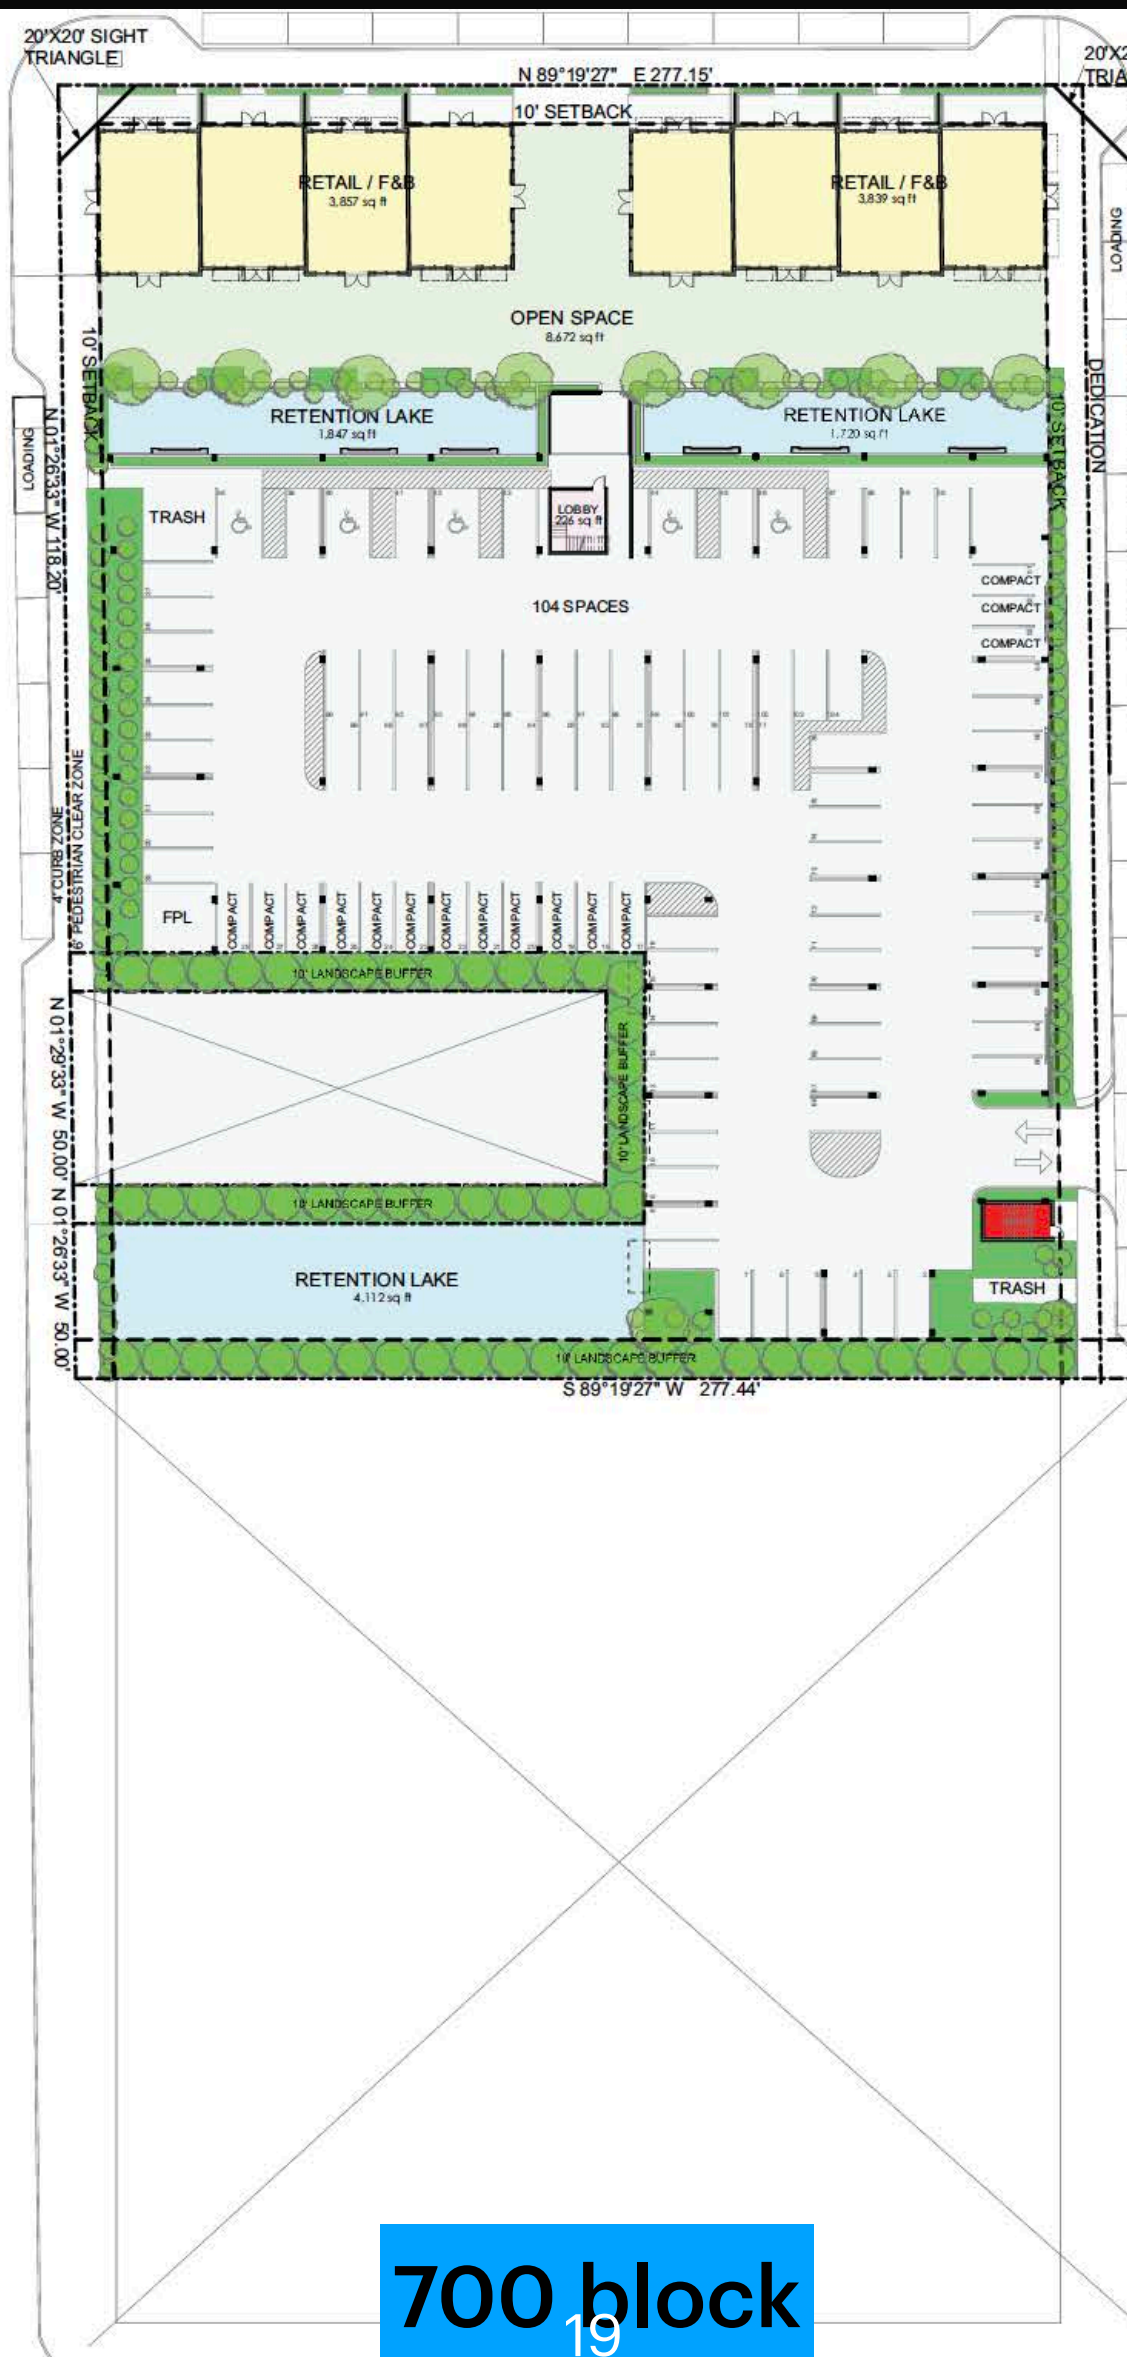 20'X20' SIGHT
TRIANGLE
20'X2
TRIA
N 89°19'27" E 277.15'
10' SETBACK
RETAIL / F&B
3,857 sq ft
RETAIL / F&B
3,839 sq ft
LOADING
OPEN SPACE
8,672 sq ft
10' SETBACK
DEDICATION
RETENTION LAKE
1,847 sq ft
RETENTION LAKE
1,720 sq ft
10' SETBACK
LOADING
N 01°26'33" W 118.20'
TRASH
LOBBY
226 sq ft
104 SPACES
COMPACT
COMPACT
COMPACT
6' PEDESTRIAN CLEAR ZONE
4' CURB ZONE
FPL
COMPACT
COMPACT
COMPACT
COMPACT
COMPACT
COMPACT
COMPACT
COMPACT
COMPACT
COMPACT
COMPACT
COMPACT
10' LANDSCAPE BUFFER
N 01°29'33" W 50.00'
10' LANDSCAPE BUFFER
10' LANDSCAPE BUFFER
N 01°26'33" W 50.00'
RETENTION LAKE
4,112 sq ft
TRASH
10' LANDSCAPE BUFFER
S 89°19'27" W 277.44'
700 block
19